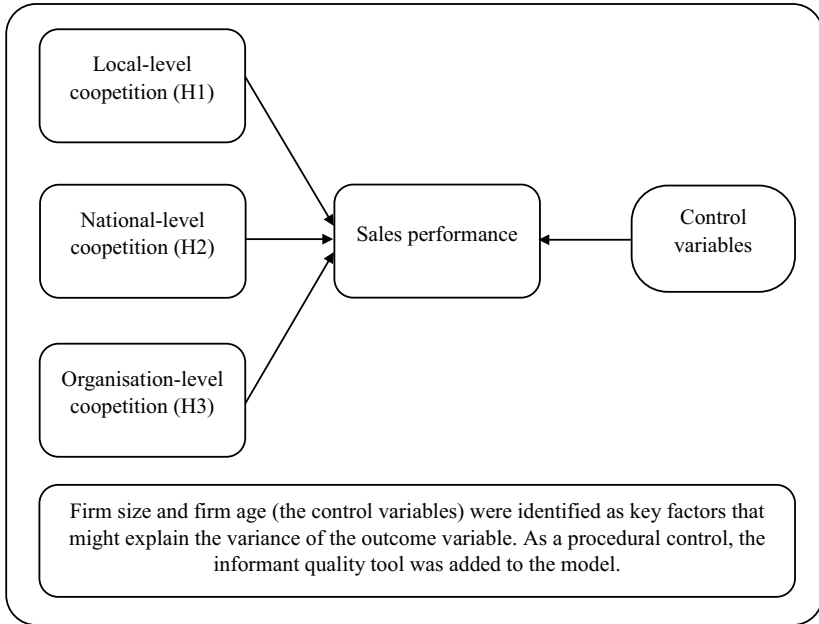 Local-level
coopetition (H1)
National-level
coopetition (H2)
Sales performance
Control
variables
Organisation-level
coopetition (H3)
Firm size and firm age (the control variables) were identified as key factors that
might explain the variance of the outcome variable. As a procedural control, the
informant quality tool was added to the model.